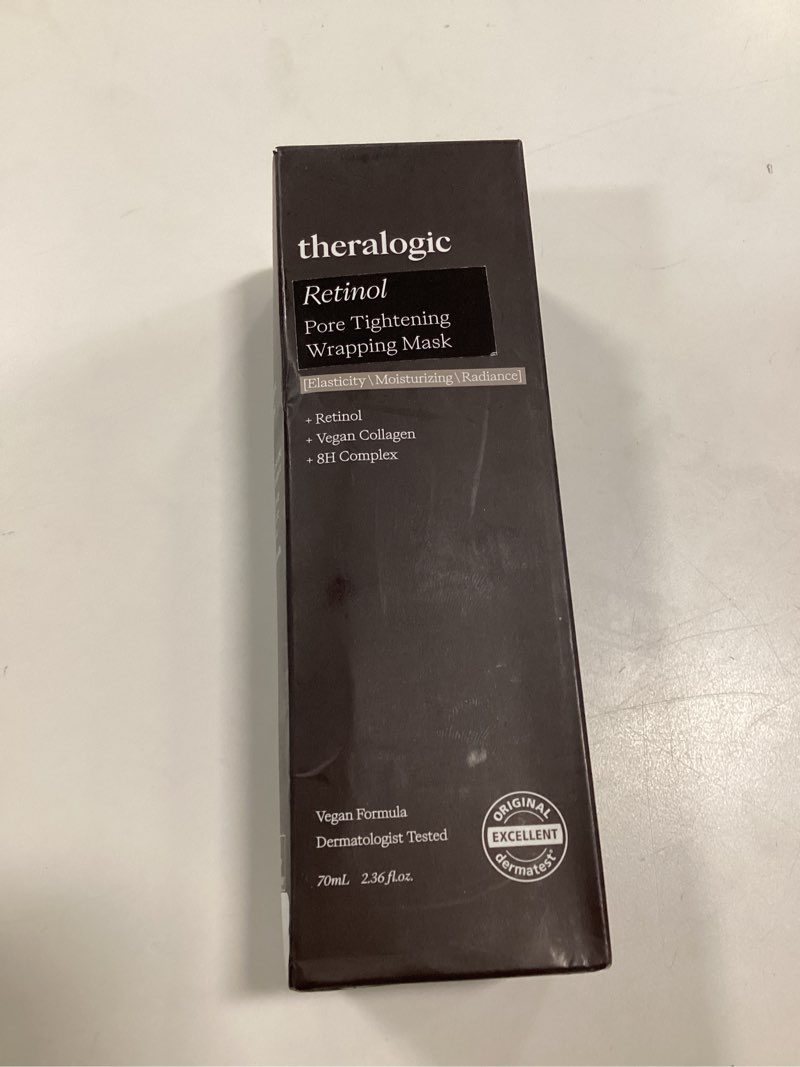 theralogic
Retinol
Pore Tightening
Wrapping Mask
[Elasticity \ Moisturizing \ Radiance]
+ Retinol
+ Vegan Collagen
+ 8H Complex
Vegan Formula
Dermatologist Tested
70mL 2.36 fl.oz.
ORIGINAL
EXCELLENT
dermatest®